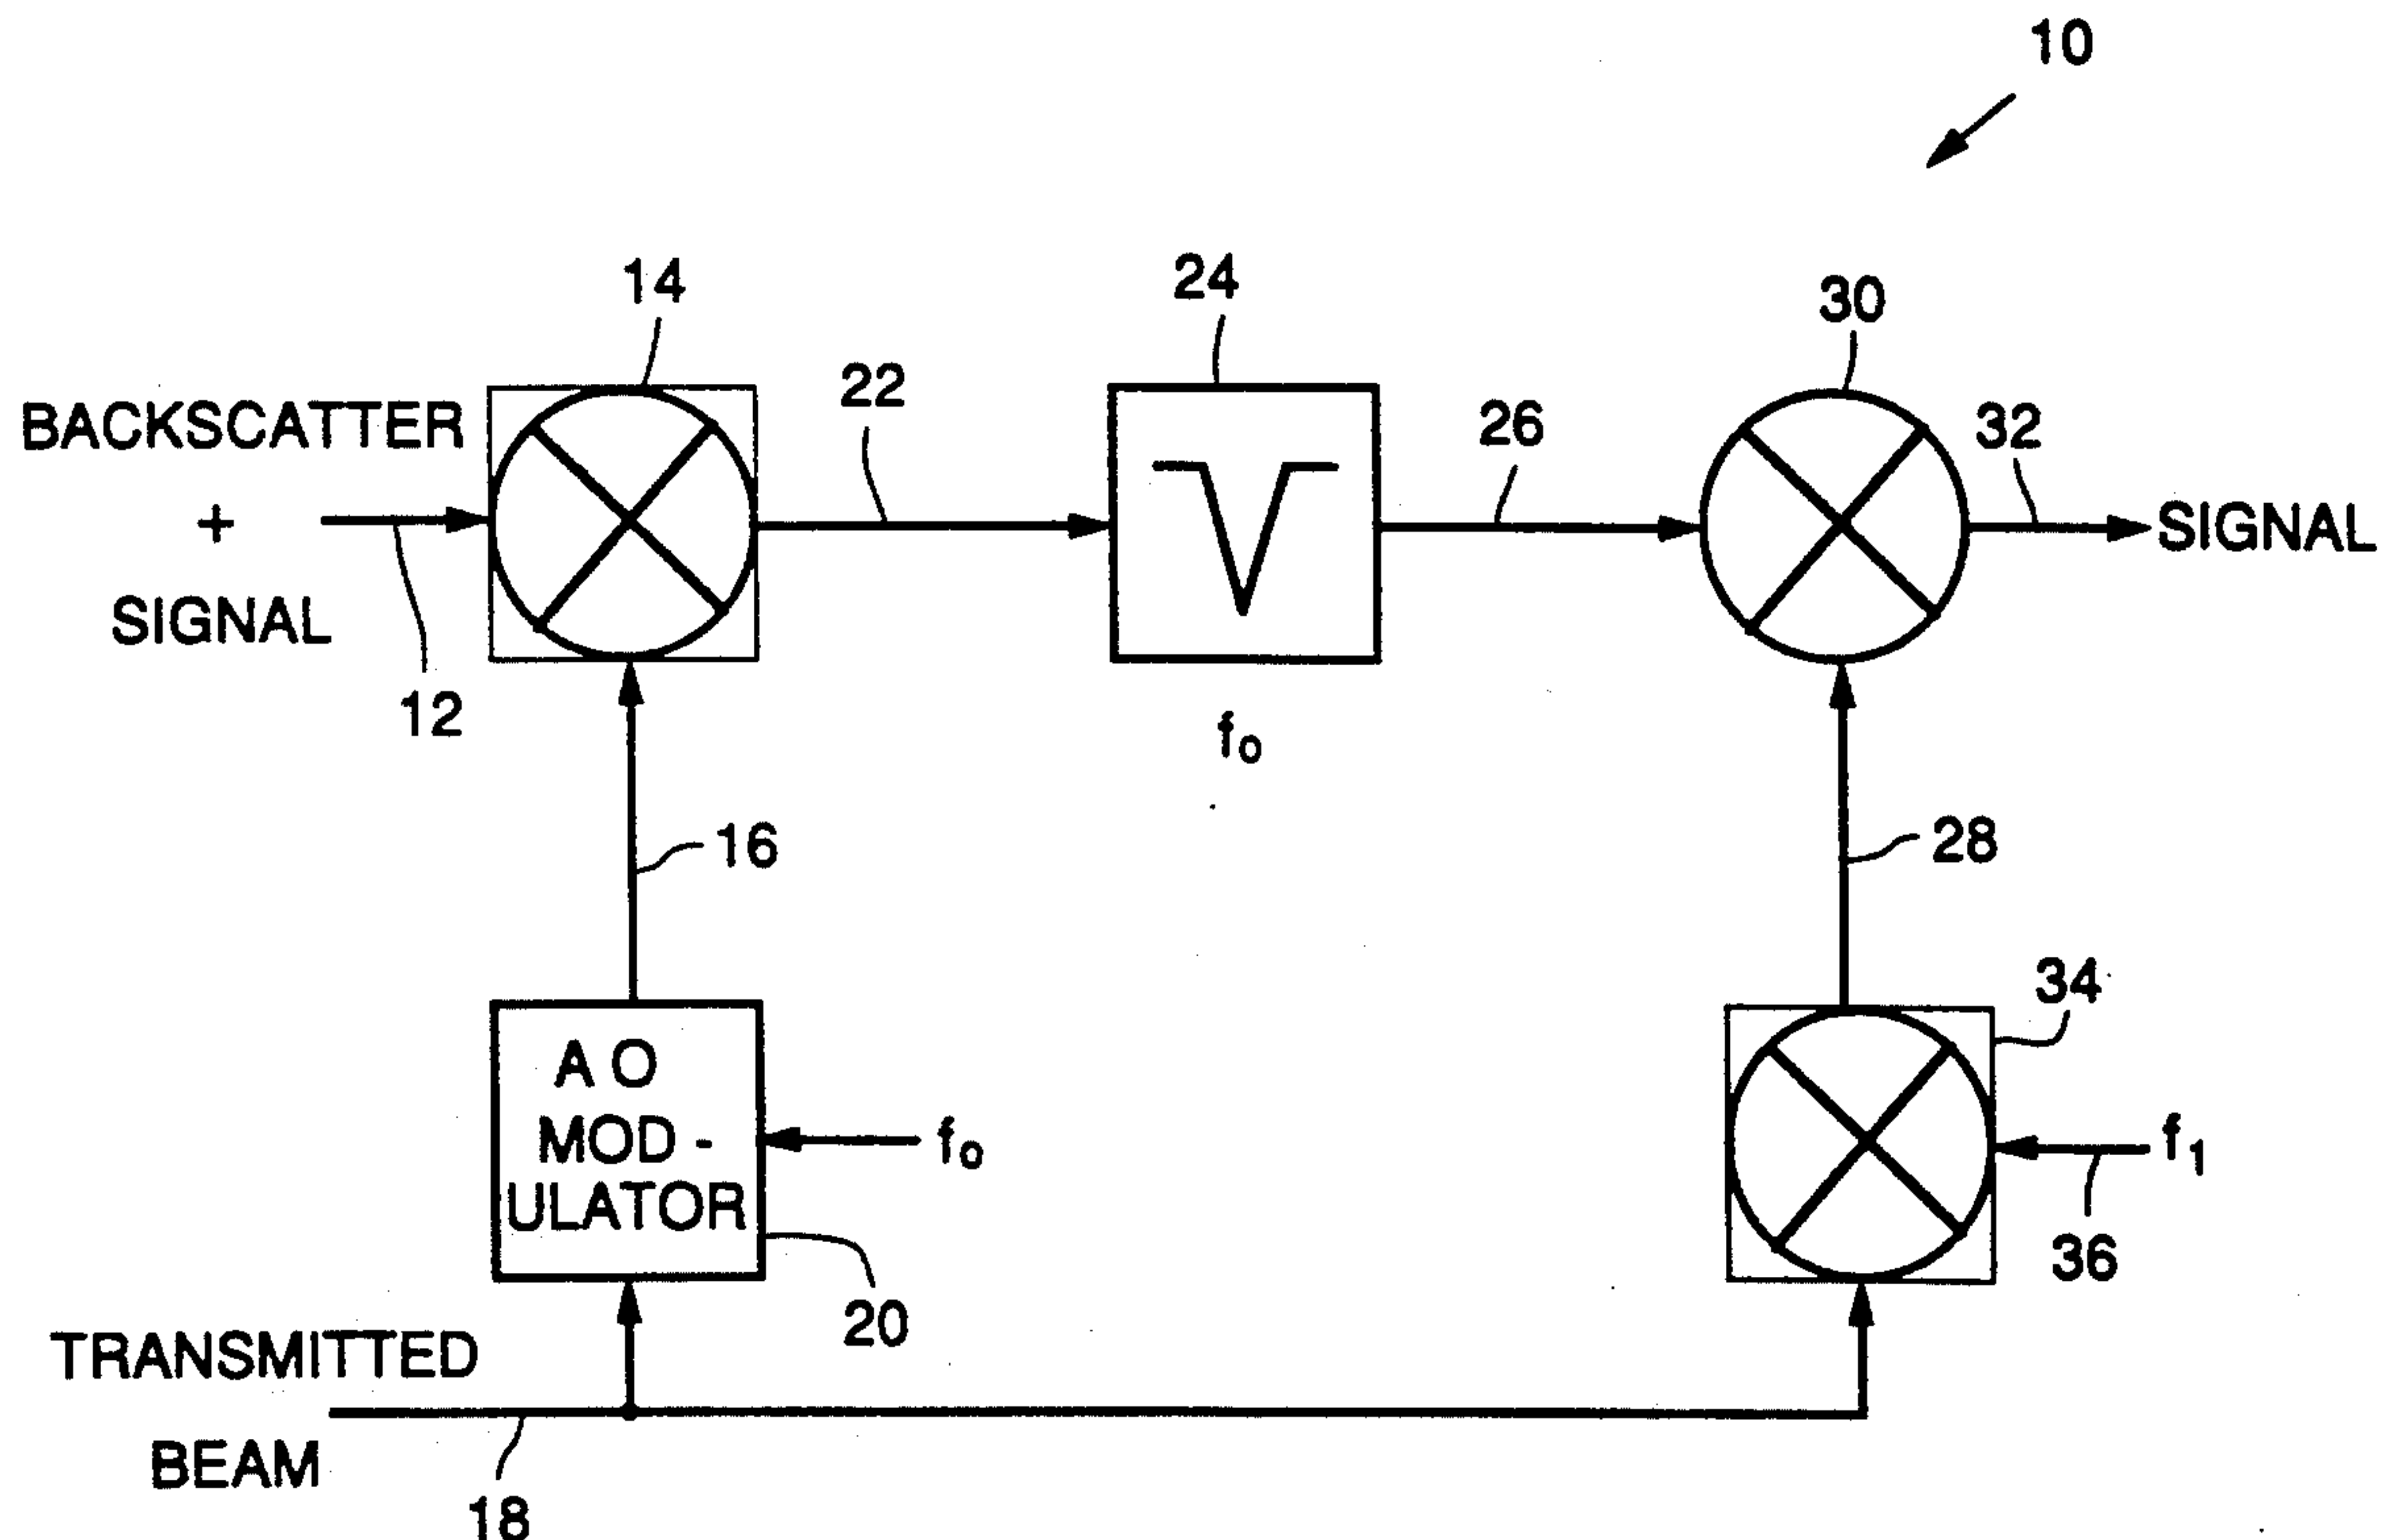 10
14
24
30
22
26
32
BACKSCATTER
+
SIGNAL
12
SIGNAL
f₀
16
28
34
A O
MOD -
ULATOR
f₀
f₁
36
20
TRANSMITTED
BEAM
18